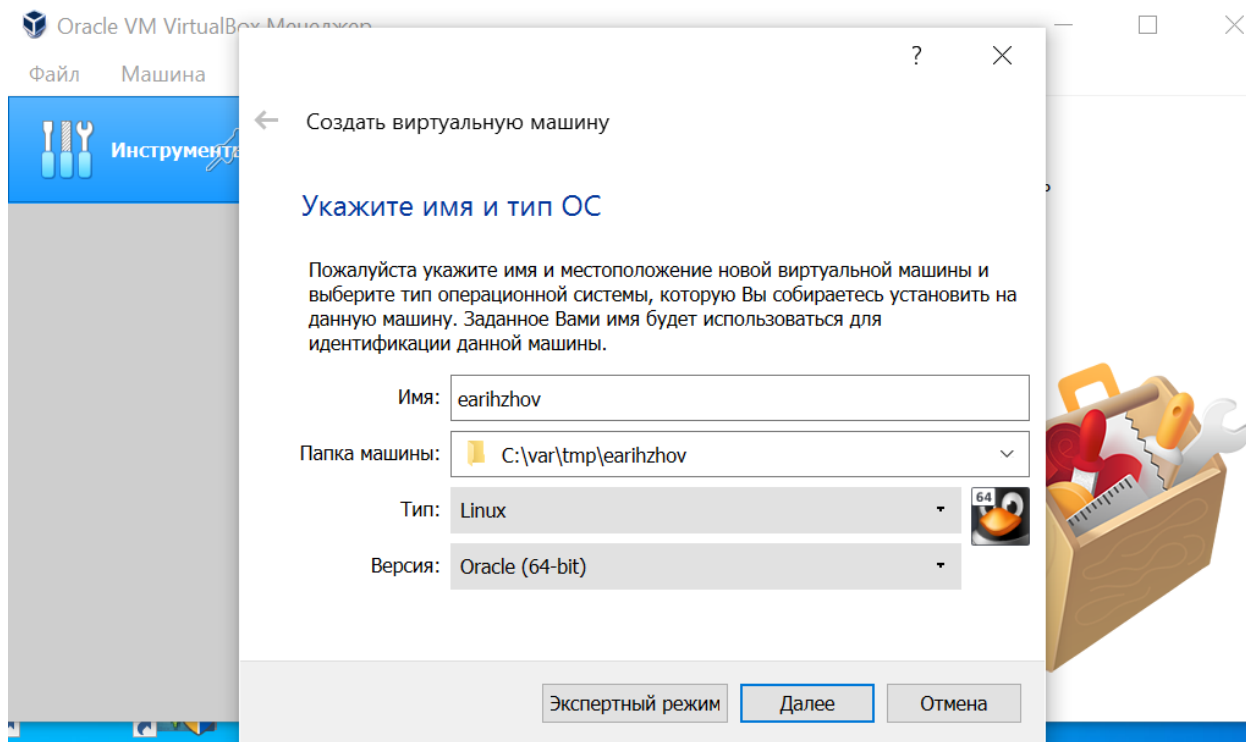 Oracle VM VirtualBox Менеджер
Файл
Машина
Инструменты
?
Создать виртуальную машину
Укажите имя и тип ОС
Пожалуйста укажите имя и местоположение новой виртуальной машины и
выберите тип операционной системы, которую Вы собираетесь установить на
данную машину. Заданное Вами имя будет использоваться для
идентификации данной машины.
Имя: earihzhov
Папка машины: C:\var\tmp\earihzhov
Тип: Linux
64
Версия: Oracle (64-bit)
Экспертный режим
Далее
Отмена